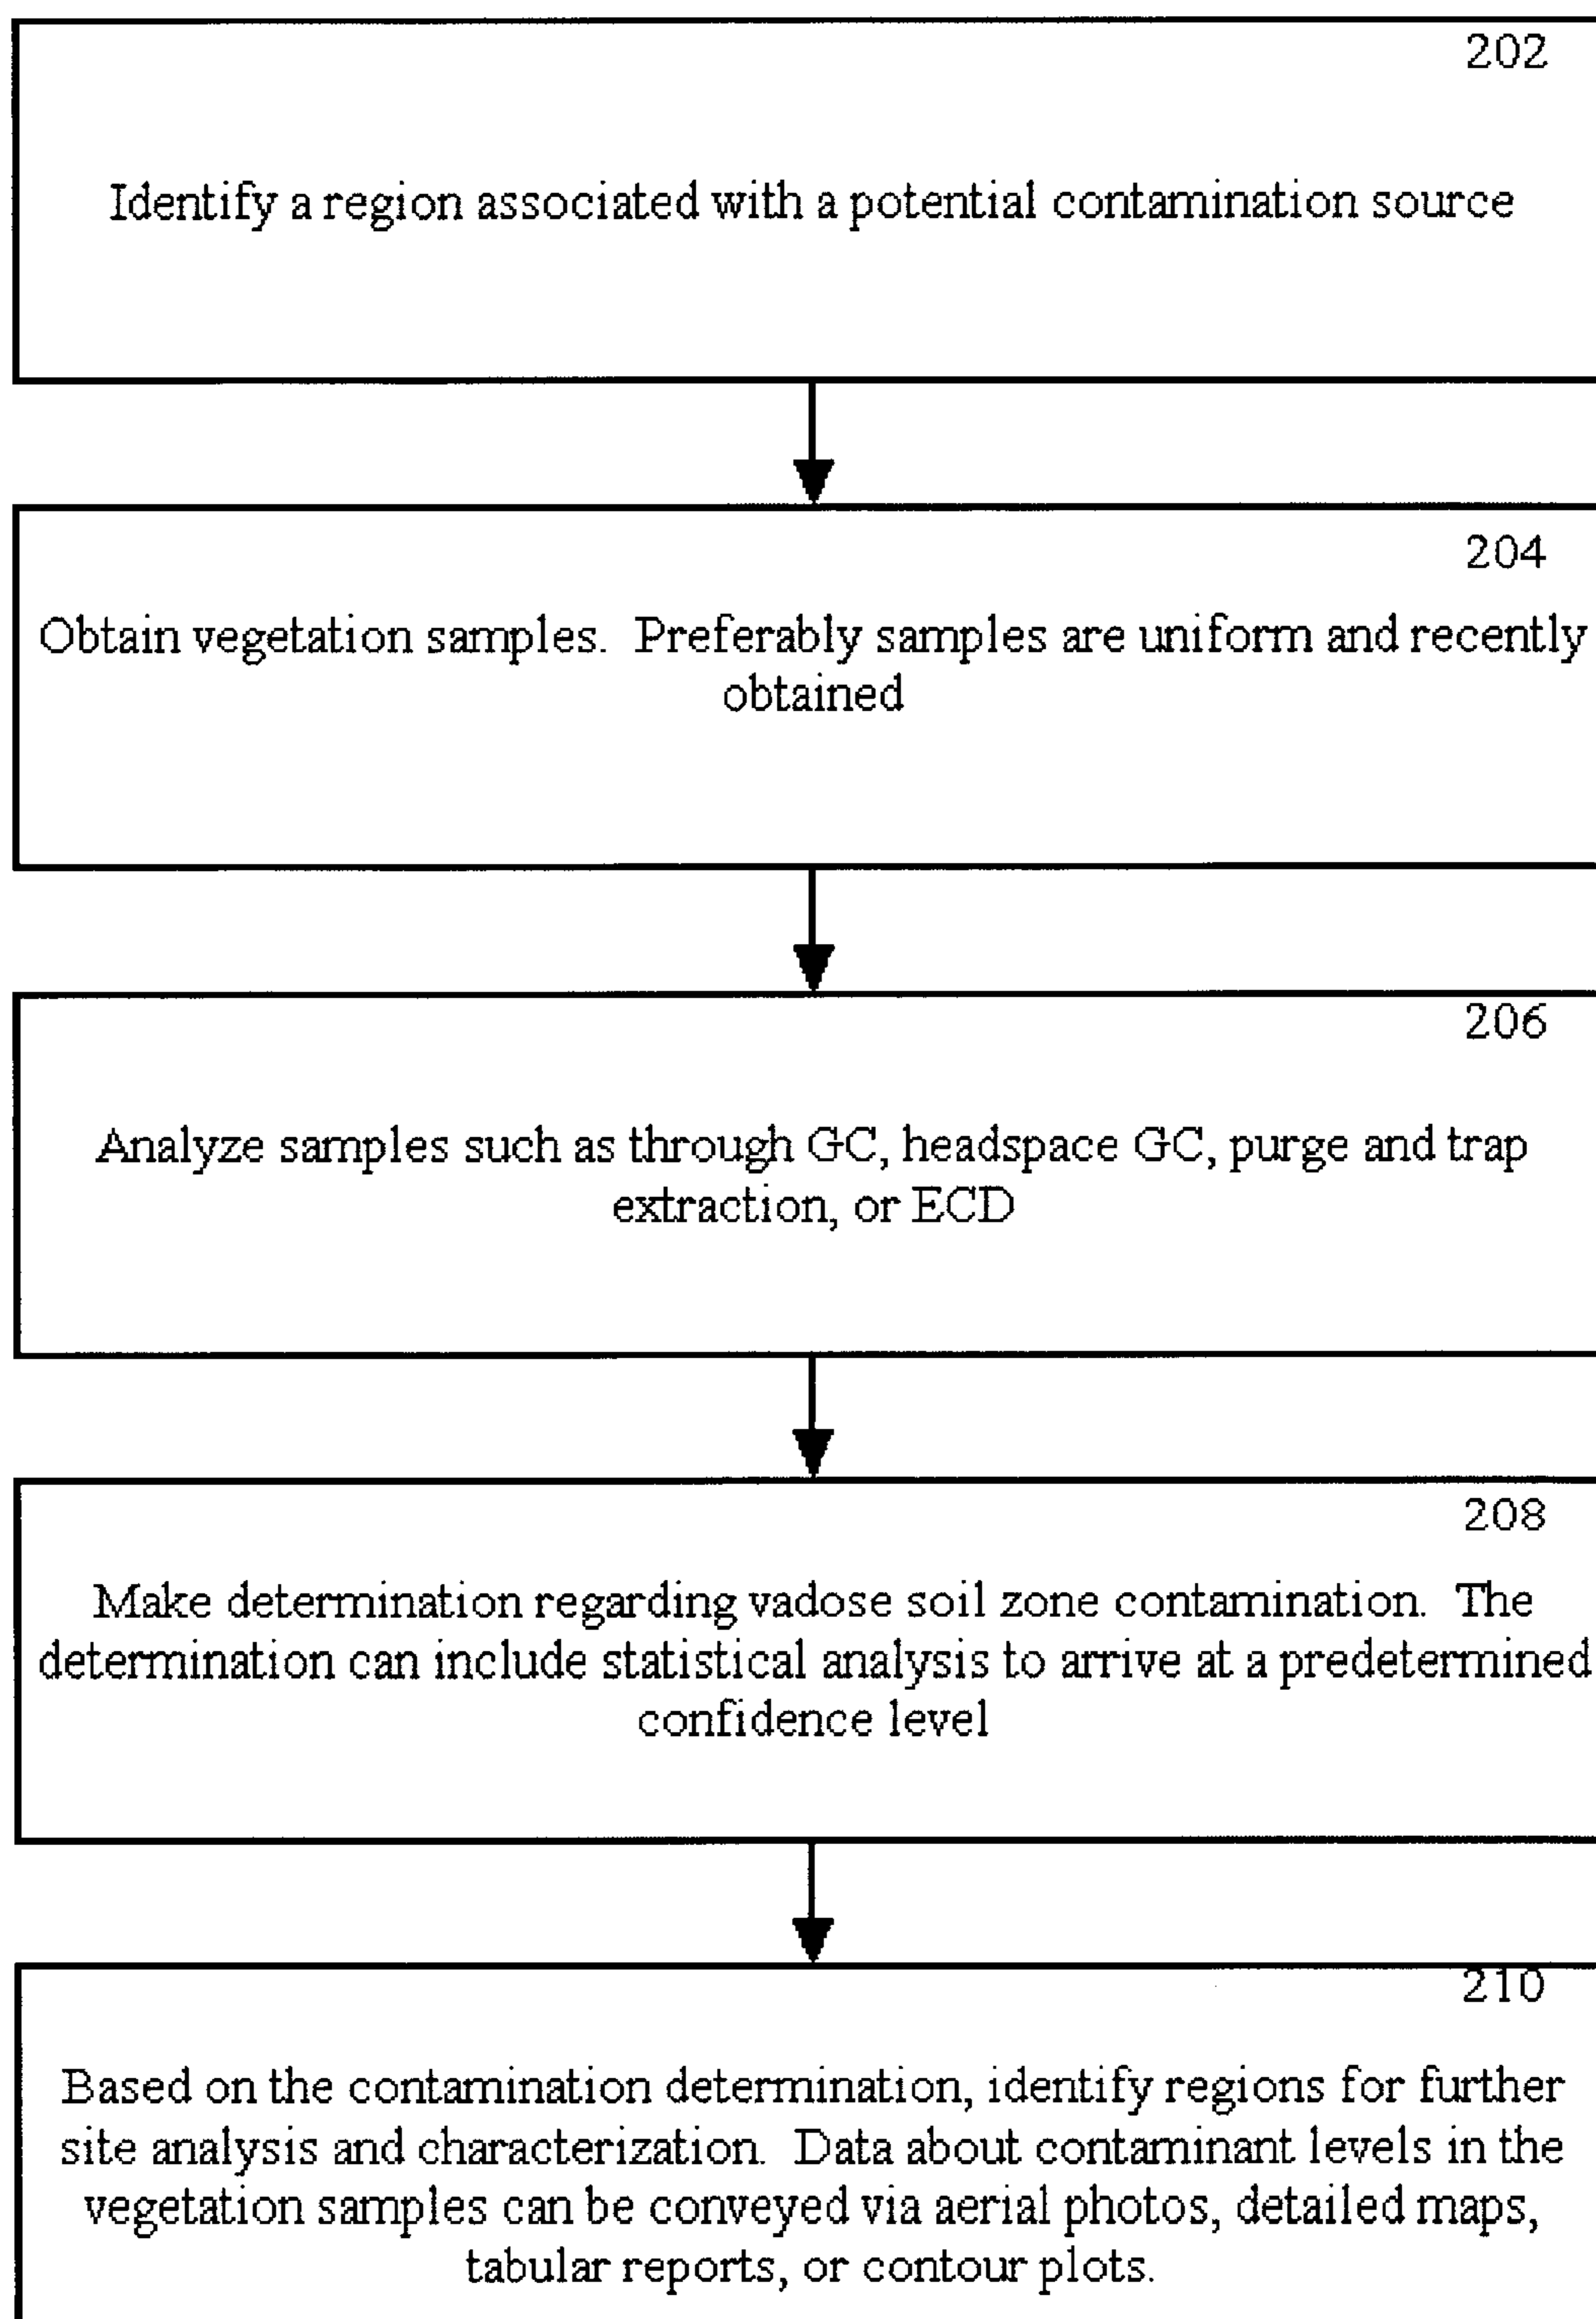 202
Identify a region associated with a potential contamination source
204
Obtain vegetation samples. Preferably samples are uniform and recently
obtained
206
Analyze samples such as through GC, headspace GC, purge and trap
extraction, or ECD
208
Make determination regarding vadose soil zone contamination. The
determination can include statistical analysis to arrive at a predetermined
confidence level
210
Based on the contamination determination, identify regions for further
site analysis and characterization. Data about contaminant levels in the
vegetation samples can be conveyed via aerial photos, detailed maps,
tabular reports, or contour plots.